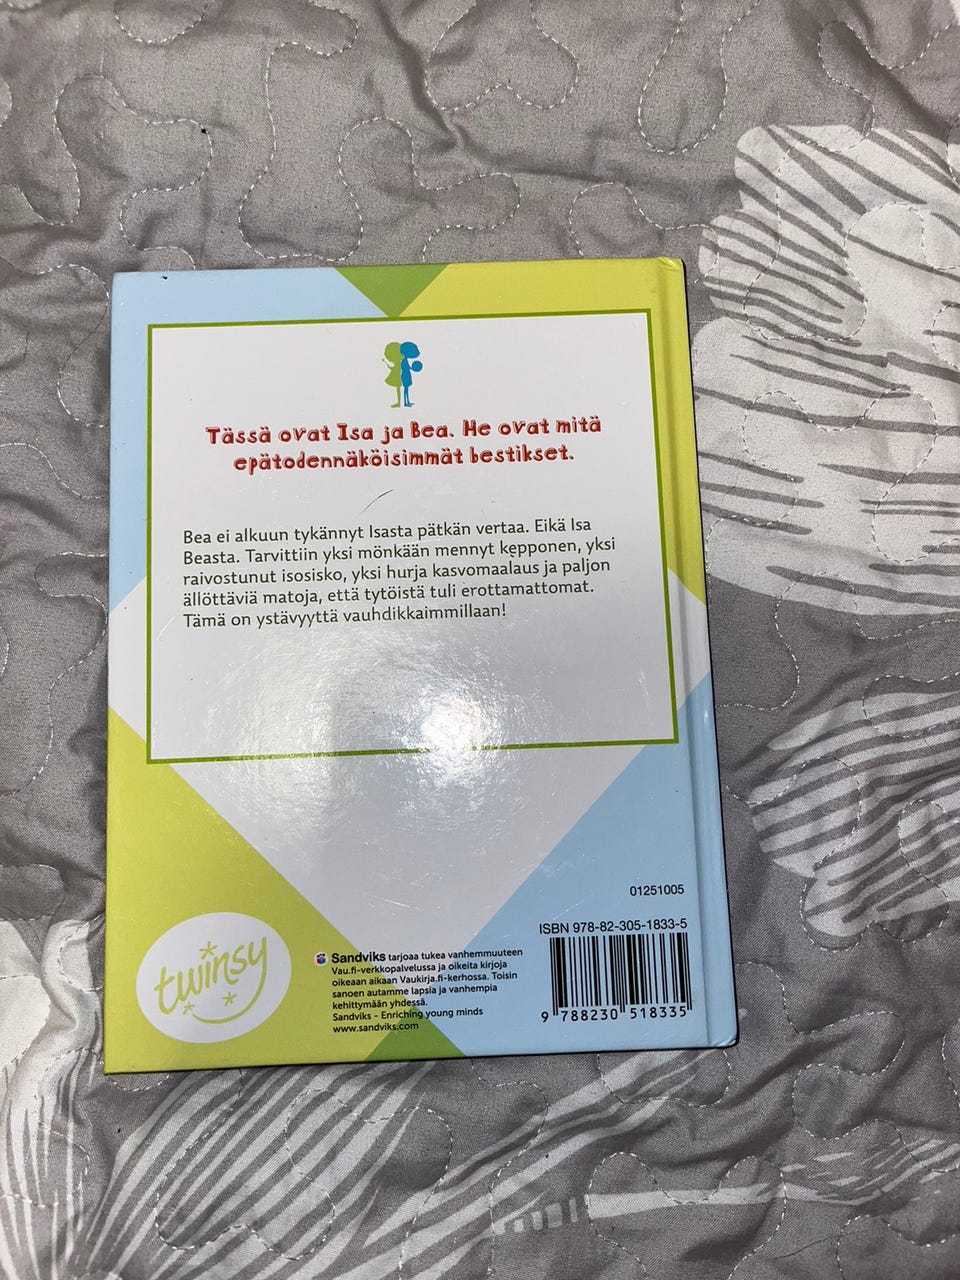 Tässä ovat Isa ja Bea. He ovat mitä
epätodennäköisimmät bestikset.
Bea ei alkuun tykännyt Isasta pätkän vertaa. Eikä Isa
Beasta. Tarvittiin yksi mönkään mennyt kepponen, yksi
raivostunut isosisko, yksi hurja kasvomaalaus ja paljon
ällöttäviä matoja, että tytöistä tuli erottamattomat.
Tämä on ystävyyttä vauhdikkaimmillaan!
twinsy
Sandviks tarjoaa tukea vanhemmuuteen
Vau.fi-verkkopalvelussa ja oikeita kirjoja
oikeaan aikaan Vaukirja.fi-kerhossa. Toisin
sanoen autamme lapsia ja vanhempia
kehittymään yhdessä.
Sandviks - Enriching young minds
www.sandviks.com
01251005
ISBN 978-82-305-1833-5
9 788230 518335